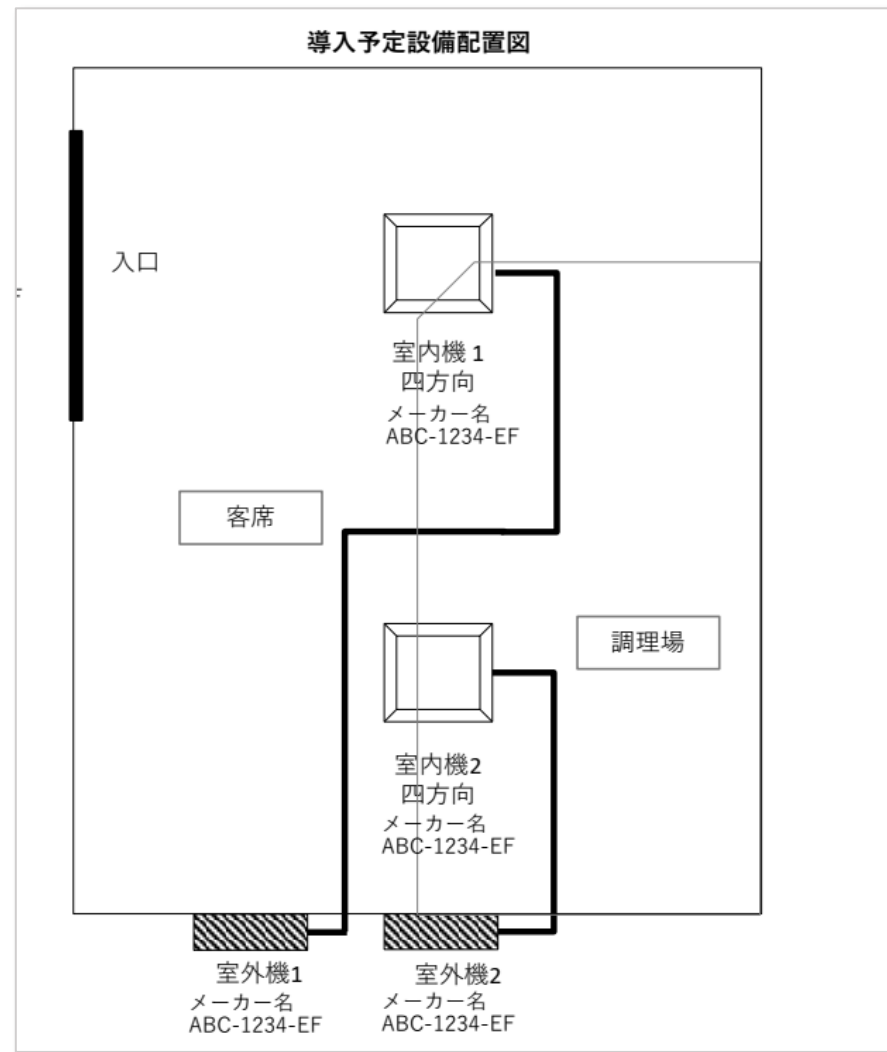 導入予定設備配置図
入口
室内機 1
四方向
メーカー名
ABC-1234-EF
客席
調理場
室内機2
四方向
メーカー名
ABC-1234-EF
室外機1
メーカー名
ABC-1234-EF
室外機2
メーカー名
ABC-1234-EF